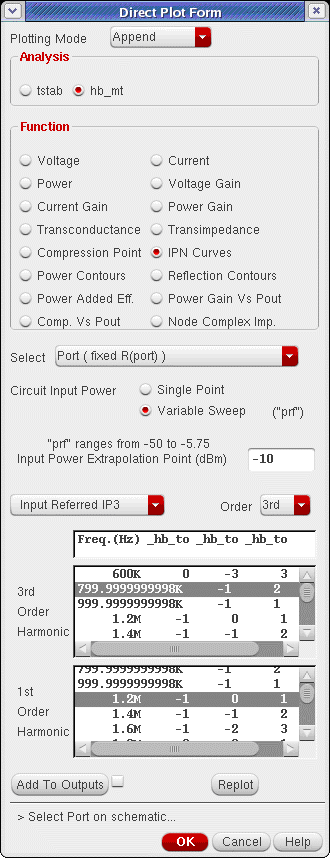 Direct Plot Form
Plotting Mode Append
Analysis
tstab hb_mt
Function
Voltage Current
Power Voltage Gain
Current Gain Power Gain
Transconductance Transimpedance
Compression Point IPN Curves
Power Contours Reflection Contours
Power Added Eff. Power Gain Vs Pout
Comp. Vs Pout Node Complex Imp.
Select Port ( fixed R(port) )
Circuit Input Power Single Point
Variable Sweep ("prf")
"prf" ranges from -50 to -5.75
Input Power Extrapolation Point (dBm) -10
Input Referred IP3 Order 3rd
Freq.(Hz) _hb_to _hb_to _hb_to
600K 0 -3 3
3rd 799.9999999998K -1 2
Order 999.9999999998K -1 1
Harmonic 1.2M -1 0 1
1.4M -1 -1 2
799.9999999998K -1 2
999.9999999998K -1 1
1st 1.2M -1 0 1
Order 1.4M -1 -1 2
Harmonic 1.6M -1 -2 3
Add To Outputs Replot
> Select Port on schematic...
OK Cancel Help